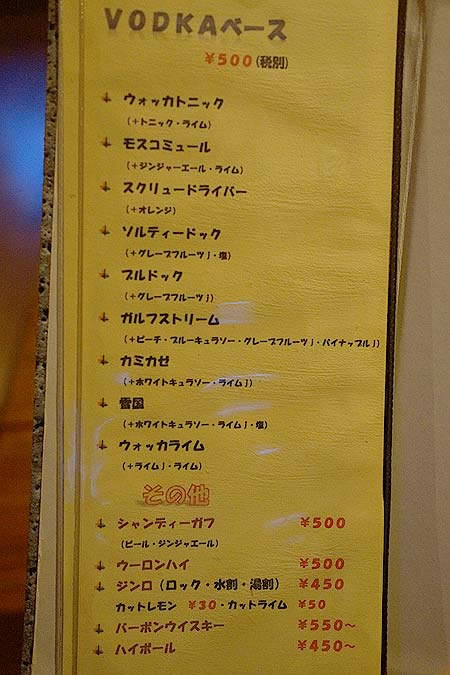 VODKAベース
¥500(税別)
ウォッカトニック
(+トニック・ライム)
モスコミュール
(+ジンジャーエール・ライム)
スクリュードライバー
(+オレンジ)
ソルティードック
(+グレープフルーツJ・塩)
ブルドック
(+グレープフルーツJ)
ガルフストリーム
(+ピーチ・ブルーキュラソー・グレープフルーツJ・パイナップルJ)
カミカゼ
(+ホワイトキュラソー・ライムJ)
雪国
(+ホワイトキュラソー・ライムJ・塩)
ウォッカライム
(+ライムJ・ライム)
その他
シャンディーガフ ¥500
(ビール・ジンジャエール)
ウーロンハイ ¥500
ジンロ(ロック・水割・湯割) ¥450
カットレモン ¥30・カットライム ¥50
バーボンウイスキー ¥550～
ハイボール ¥450～